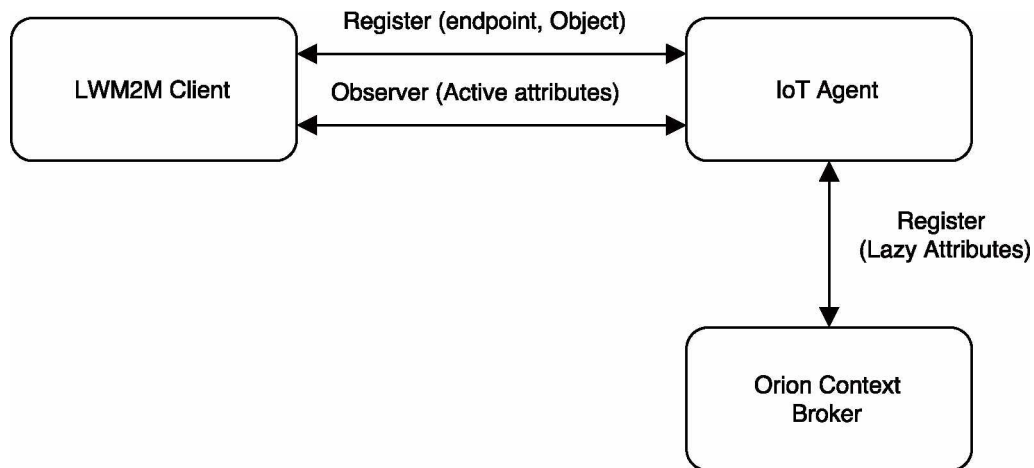 Register (endpoint, Object)
LWM2M Client
Observer (Active attributes)
IoT Agent
Register
(Lazy Attributes)
Orion Context
Broker